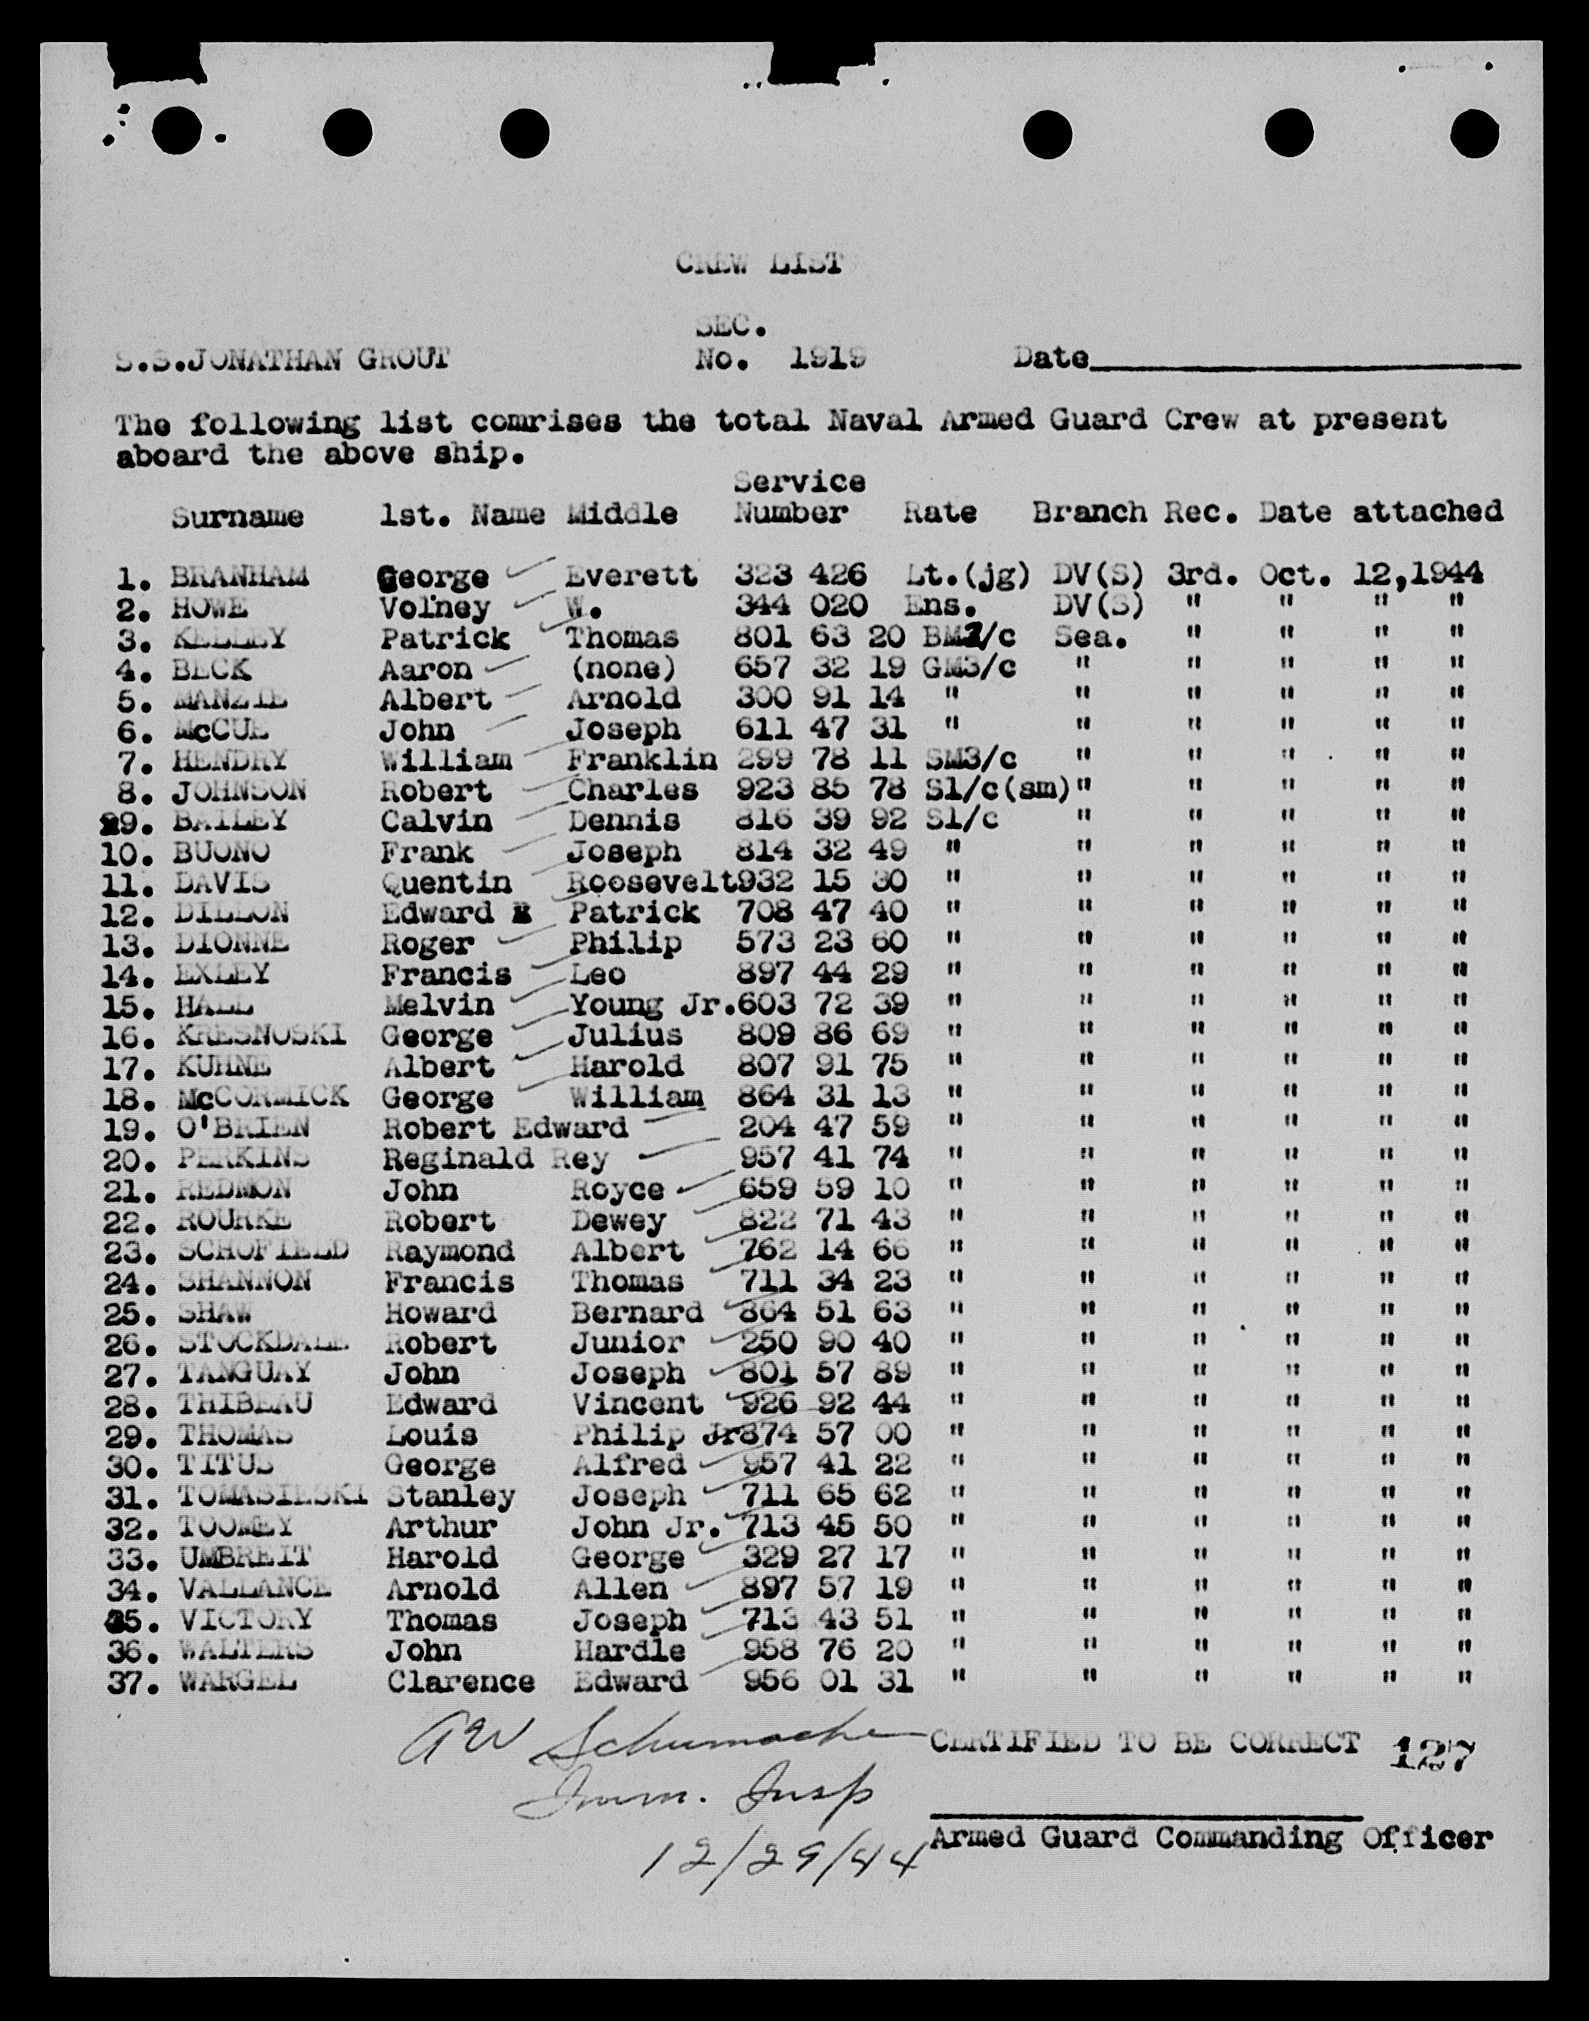 CREW LIST
SEC.
S.S.JONATHAN GROUT No. 1919 Date
The following list comrises the total Naval Armed Guard Crew at present
aboard the above ship.
Service
Surname 1st. Name Middle Number Rate Branch Rec. Date attached
1. BRANHAM George Everett 323 426 Lt.(jg) DV(S) 3rd. Oct. 12,1944
2. HOWE Volney W. 344 020 Ens. DV(S) " " " "
3. KELLEY Patrick Thomas 801 63 20 BM2/c Sea. " " " "
4. BECK Aaron (none) 657 32 19 GM3/c " " " " "
5. MANZIE Albert Arnold 300 91 14 " " " " " "
6. McCUE John Joseph 611 47 31 " " " " " "
7. HENDRY William Franklin 299 78 11 SM3/c " " " " "
8. JOHNSON Robert Charles 923 85 78 S1/c(sm) " " " " "
9. BAILEY Calvin Dennis 816 39 92 S1/c " " " " "
10. BUONO Frank Joseph 814 32 49 " " " " " "
11. DAVIS Quentin Roosevelt 932 15 30 " " " " " "
12. DILLON Edward Patrick 708 47 40 " " " " " "
13. DIONNE Roger Philip 573 23 60 " " " " " "
14. EXLEY Francis Leo 897 44 29 " " " " " "
15. HALL Melvin Young Jr. 603 72 39 " " " " " "
16. KRESNOSKI George Julius 809 86 69 " " " " " "
17. KUHNE Albert Harold 807 91 75 " " " " " "
18. McCORMICK George William 864 31 13 " " " " " "
19. O'BRIEN Robert Edward 204 47 59 " " " " " "
20. PERKINS Reginald Rey 957 41 74 " " " " " "
21. REDMON John Royce 659 59 10 " " " " " "
22. ROURKE Robert Dewey 822 71 43 " " " " " "
23. SCHOFIELD Raymond Albert 762 14 66 " " " " " "
24. SHANNON Francis Thomas 711 34 23 " " " " " "
25. SHAW Howard Bernard 864 51 63 " " " " " "
26. STOCKDALE Robert Junior 250 90 40 " " " " " "
27. TANGUAY John Joseph 801 57 89 " " " " " "
28. THIBEAU Edward Vincent 926 92 44 " " " " " "
29. THOMAS Louis Philip Jr 874 57 00 " " " " " "
30. TITUS George Alfred 957 41 22 " " " " " "
31. TOMASIESKI Stanley Joseph 711 65 62 " " " " " "
32. TOOMEY Arthur John Jr. 713 45 50 " " " " " "
33. UMBREIT Harold George 329 27 17 " " " " " "
34. VALLANCE Arnold Allen 897 57 19 " " " " " "
35. VICTORY Thomas Joseph 713 43 51 " " " " " "
36. WALTERS John Hardle 958 76 20 " " " " " "
37. WARGEL Clarence Edward 956 01 31 " " " " " "
AW Schumacher CERTIFIED TO BE CORRECT 127
Imm. Insp
12/29/44 Armed Guard Commanding Officer